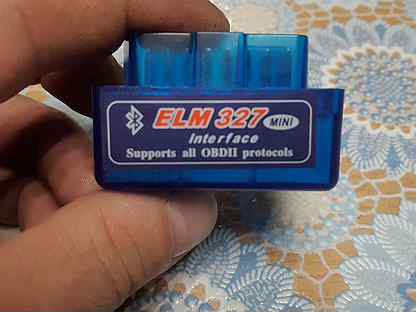 ELM 327 MINI
Interface
Supports all OBDII protocols